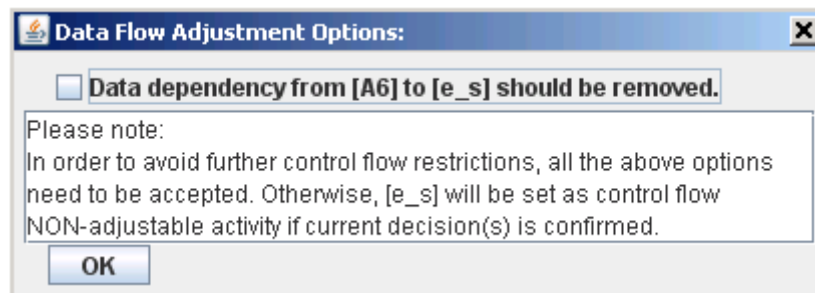 Data Flow Adjustment Options:
Data dependency from [A6] to [e_s] should be removed.
Please note:
In order to avoid further control flow restrictions, all the above options
need to be accepted. Otherwise, [e_s] will be set as control flow
NON-adjustable activity if current decision(s) is confirmed.
OK